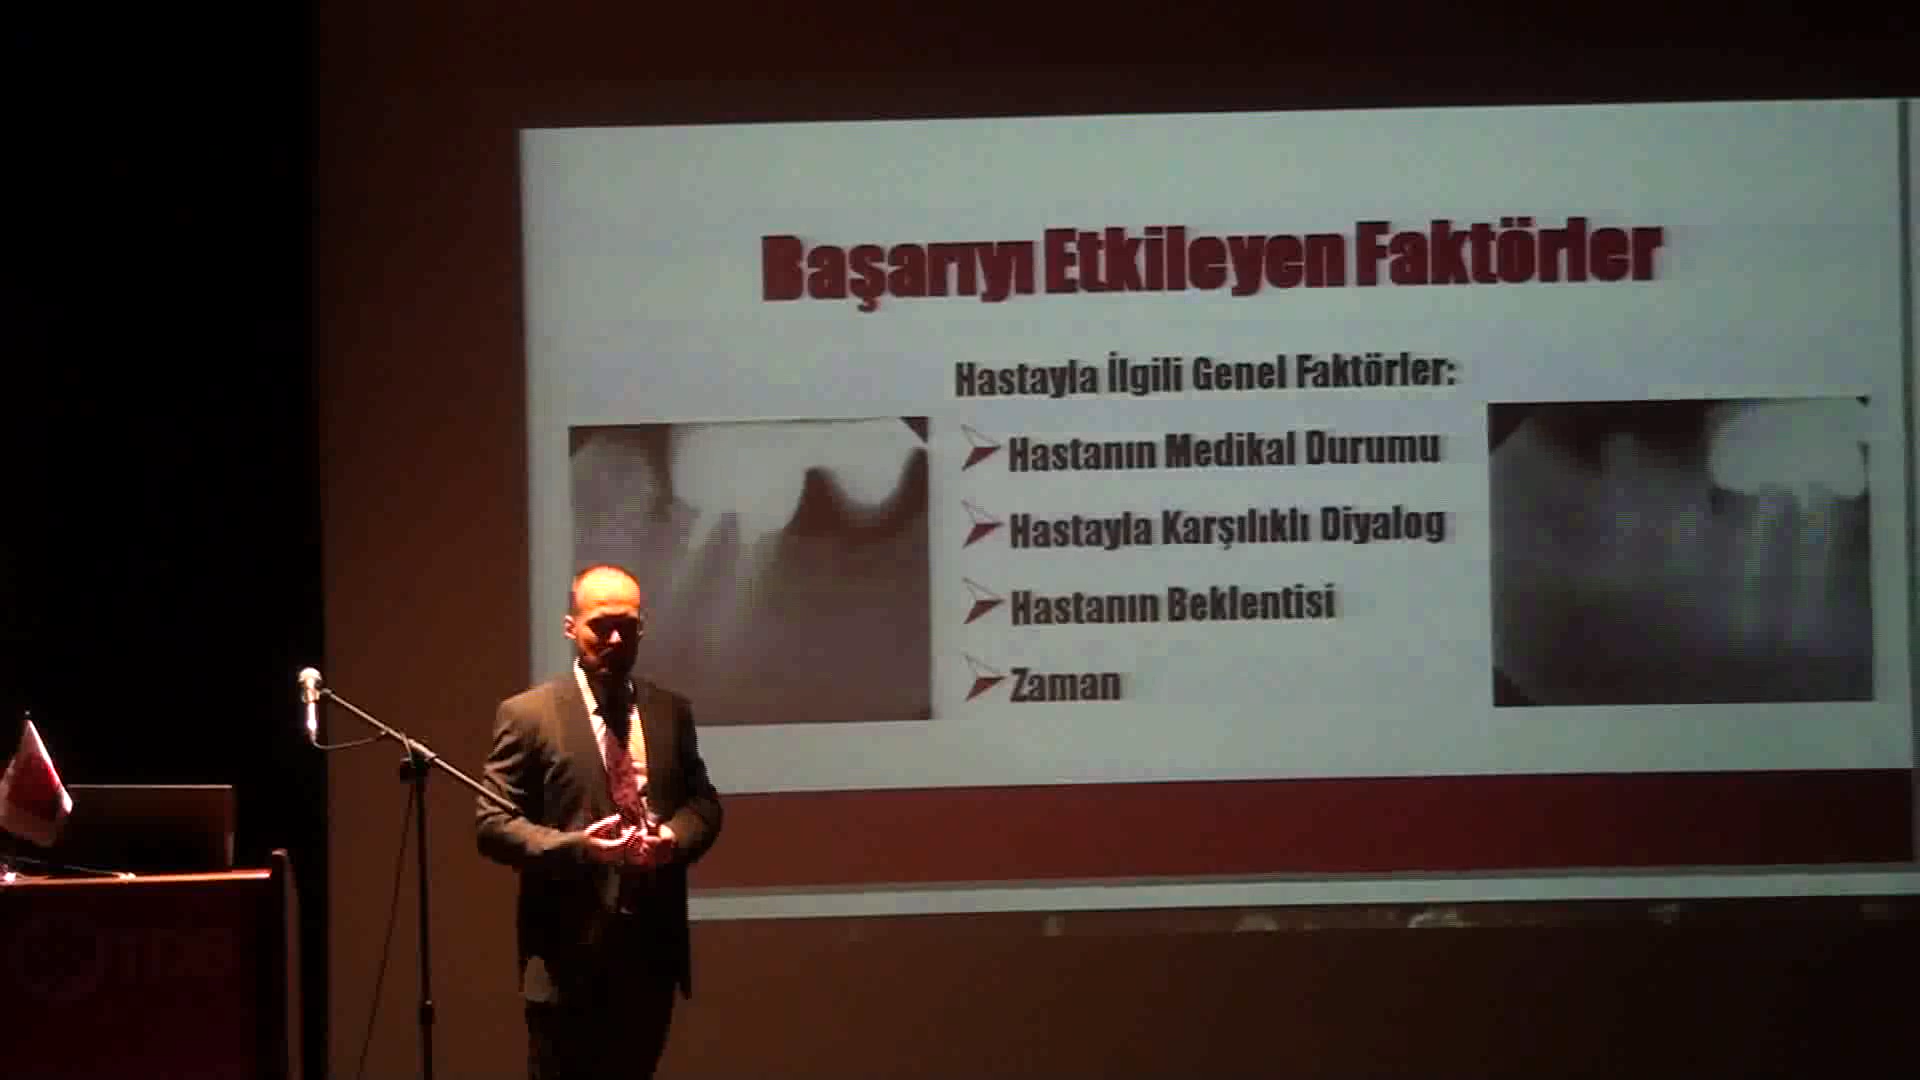 Başarıyı Etkileyen Faktörler
Hastayla İlgili Genel Faktörler:
Hastanın Medikal Durumu
Hastayla Karşılıklı Diyalog
Hastanın Beklentisi
Zaman